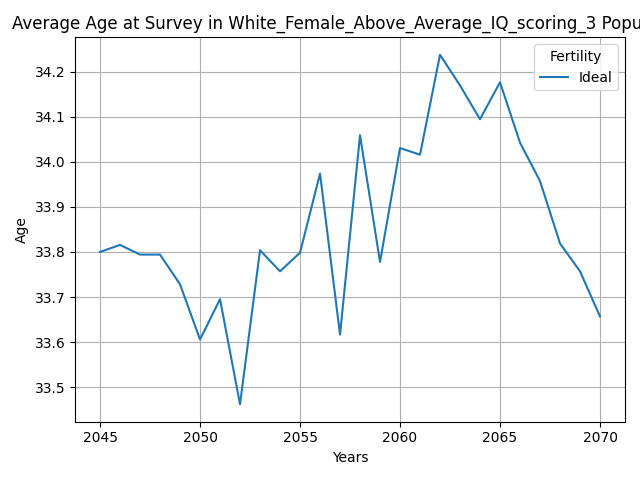 Average Age at Survey in White_Female_Above_Average_IQ_scoring_3 Popu
Fertility
Ideal
34.2
34.1
34.0
33.9
33.8
33.7
33.6
33.5
Age
2045 2050 2055 2060 2065 2070
Years